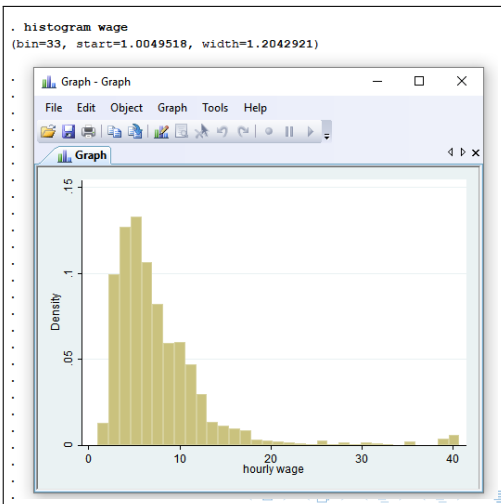 . histogram wage
(bin=33, start=1.0049518, width=1.2042921)
Graph - Graph
File Edit Object Graph Tools Help
Graph
.15
.1
.05
0
Density
0 10 20 30 40
hourly wage